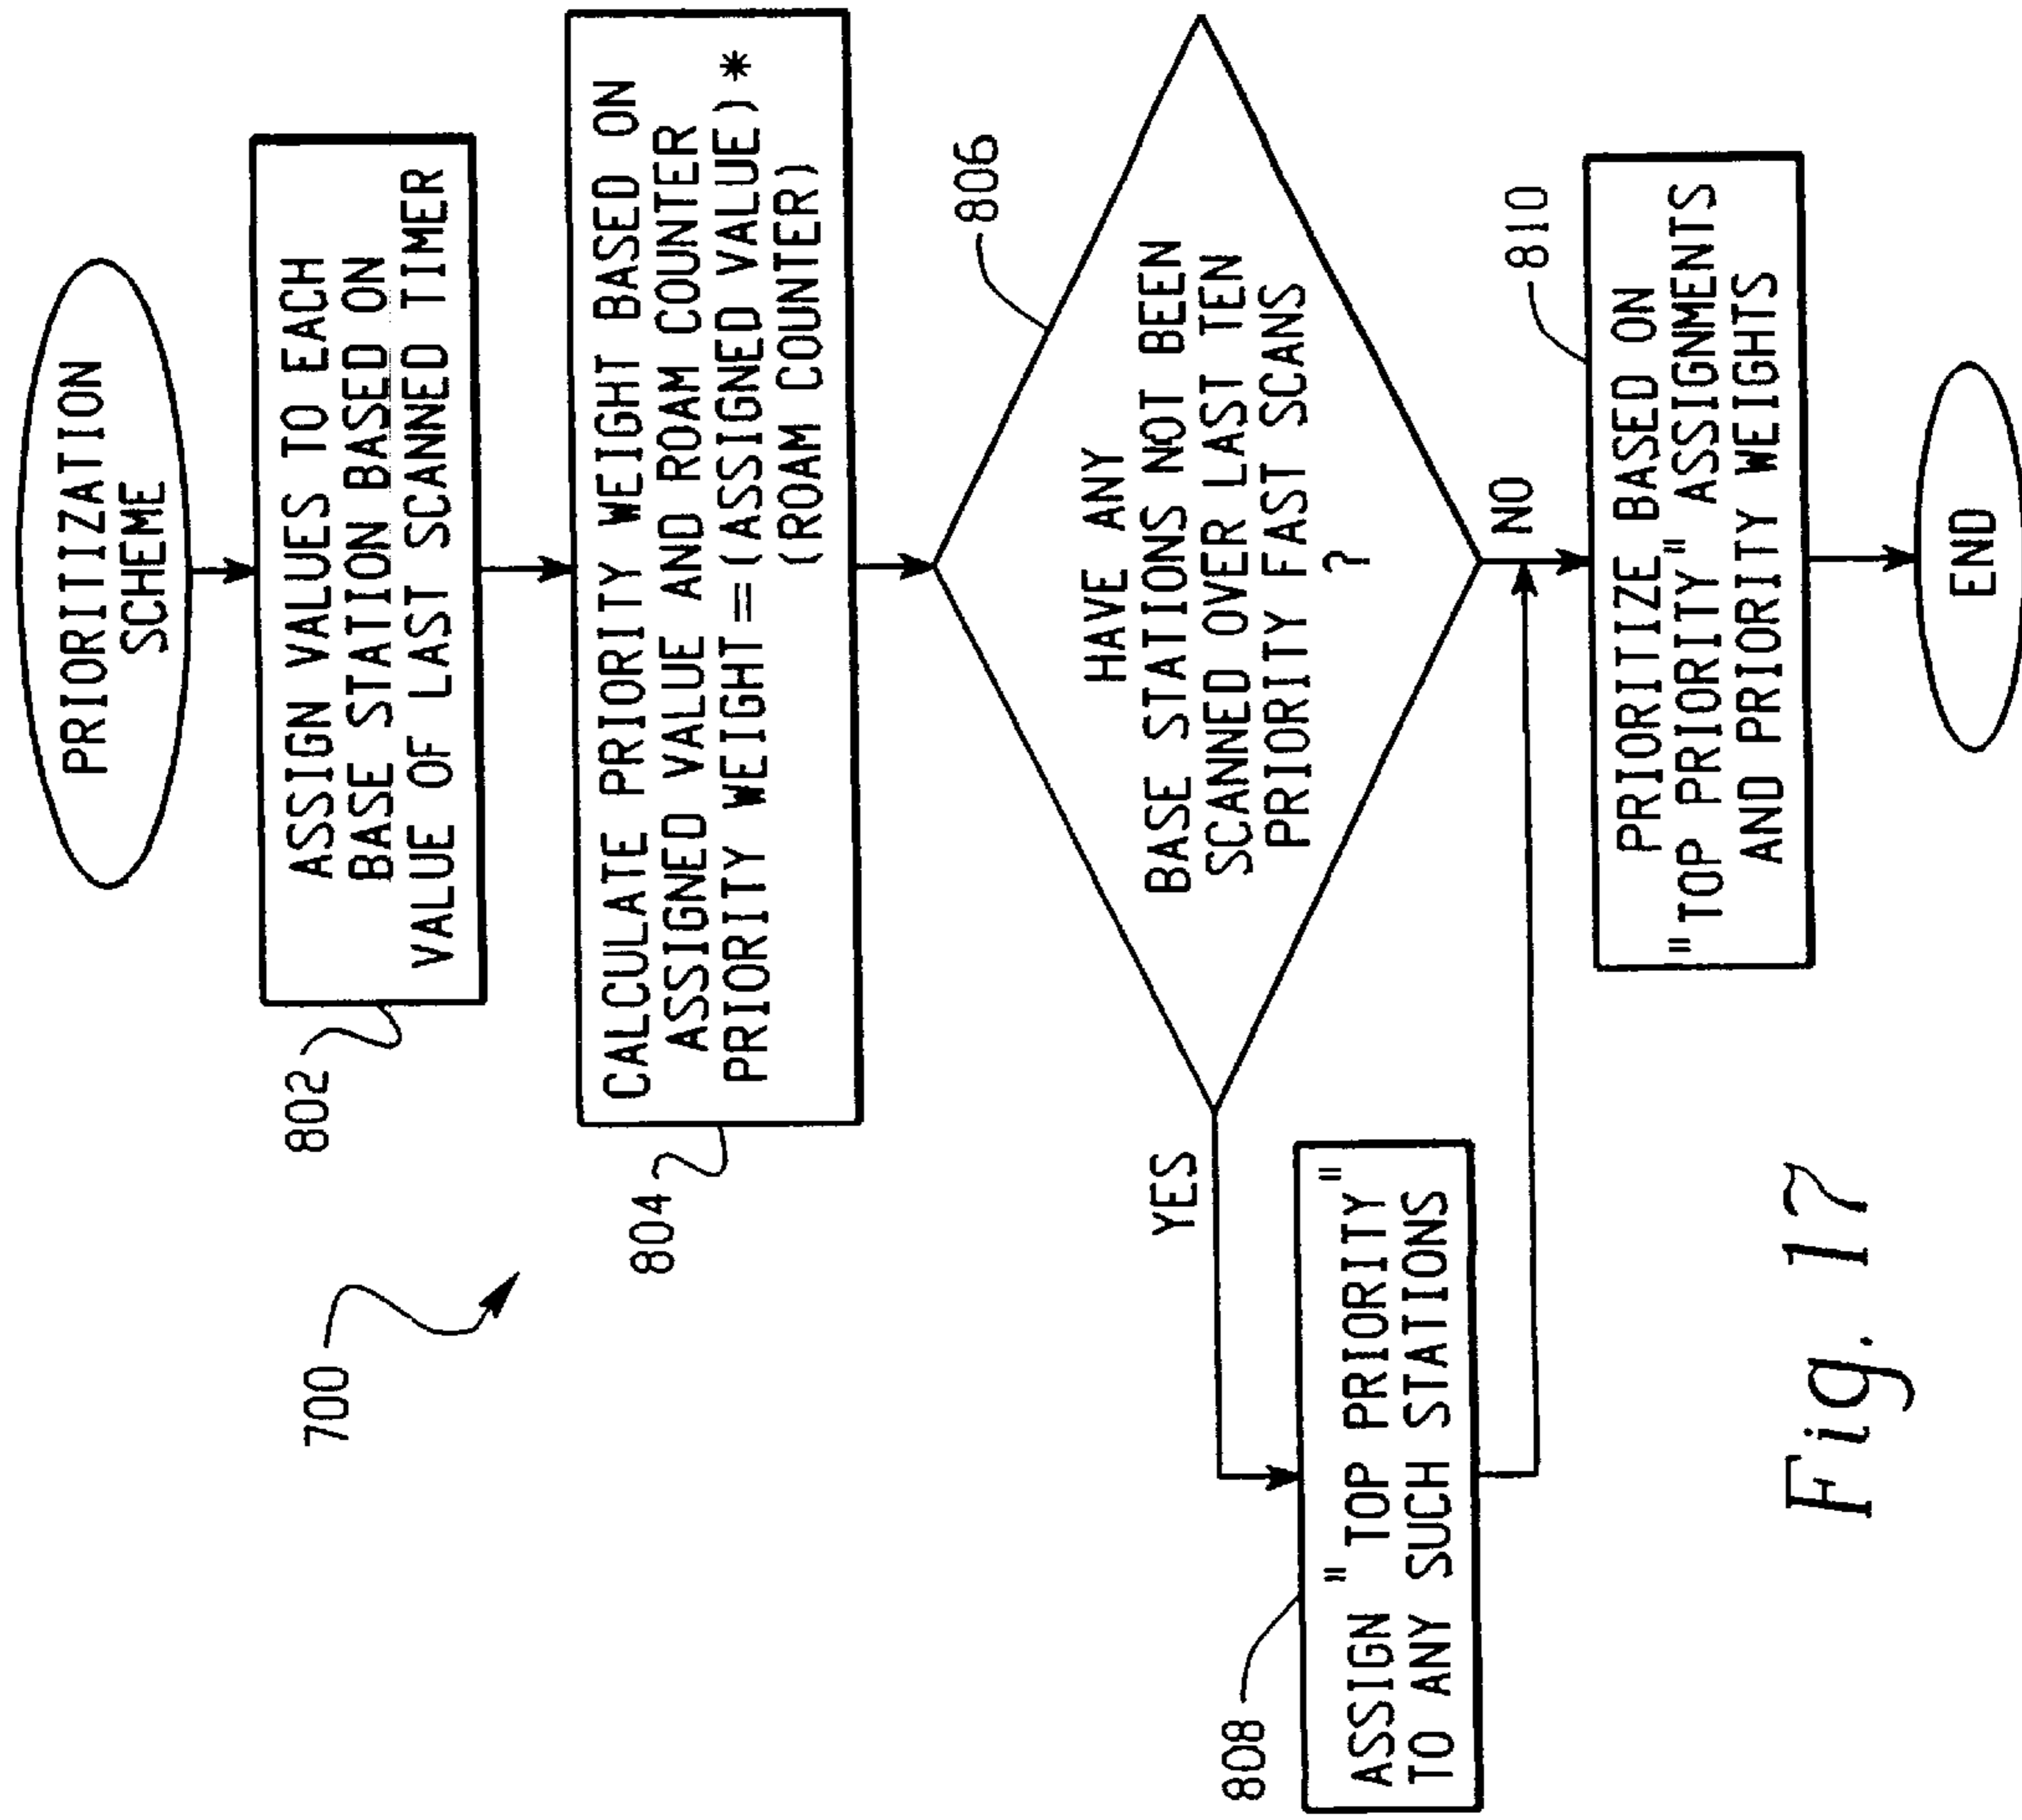 PRIORITIZATION
SCHEME
802
ASSIGN VALUES TO EACH
BASE STATION BASED ON
VALUE OF LAST SCANNED TIMER
700
804
CALCULATE PRIORITY WEIGHT BASED ON
ASSIGNED VALUE AND ROAM COUNTER
PRIORITY WEIGHT=(ASSIGNED VALUE)*
(ROAM COUNTER)
806
HAVE ANY
BASE STATIONS NOT BEEN
SCANNED OVER LAST TEN
PRIORITY FAST SCANS
?
YES
NO
808
ASSIGN "TOP PRIORITY"
TO ANY SUCH STATIONS
810
PRIORITIZE BASED ON
"TOP PRIORITY" ASSIGNMENTS
AND PRIORITY WEIGHTS
END
Fig. 17